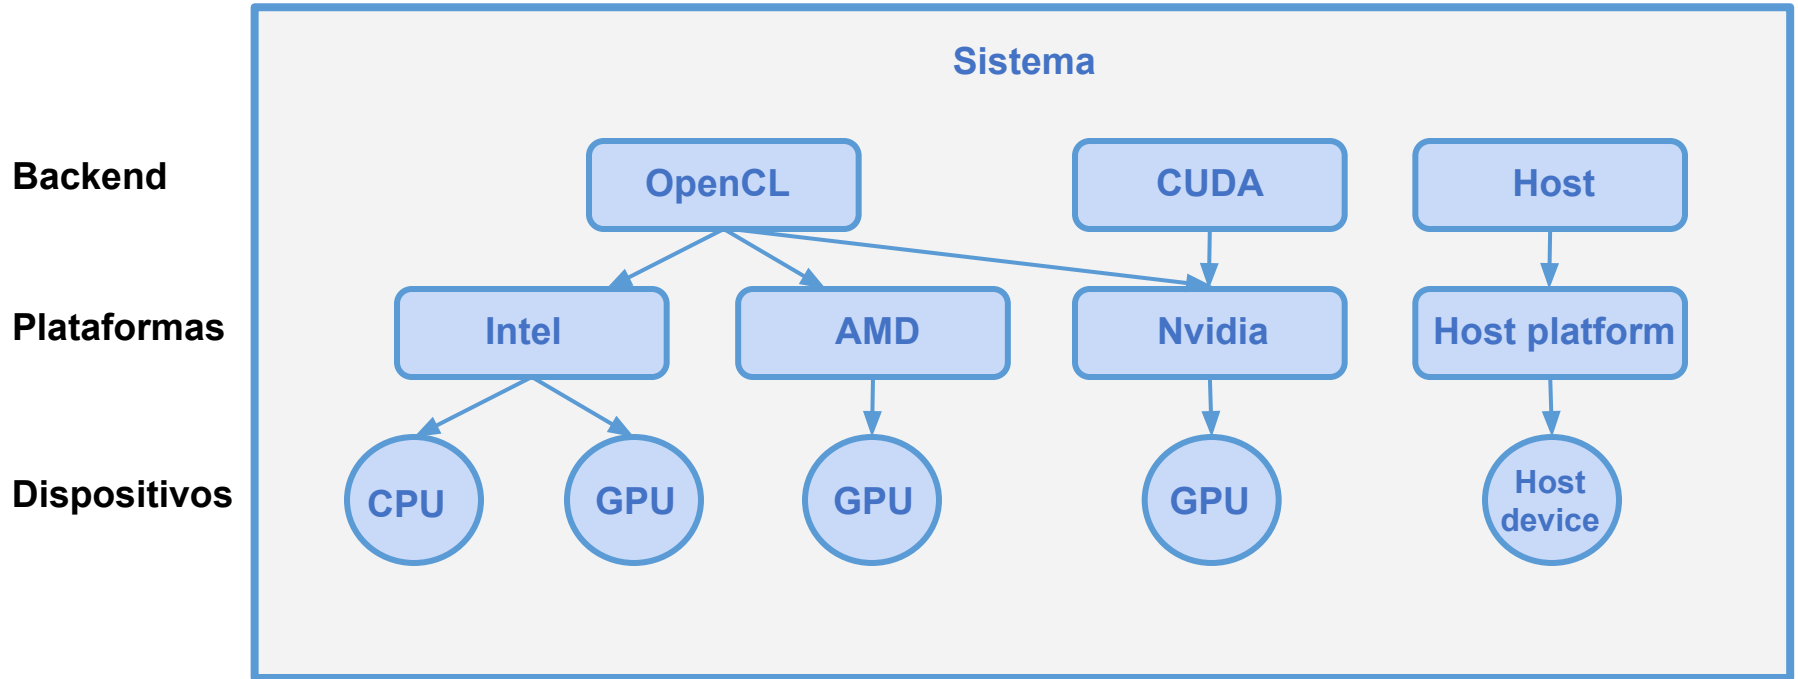 Sistema
Backend
OpenCL
CUDA
Host
Plataformas
Intel
AMD
Nvidia
Host platform
Dispositivos
CPU
GPU
GPU
GPU
Host
device